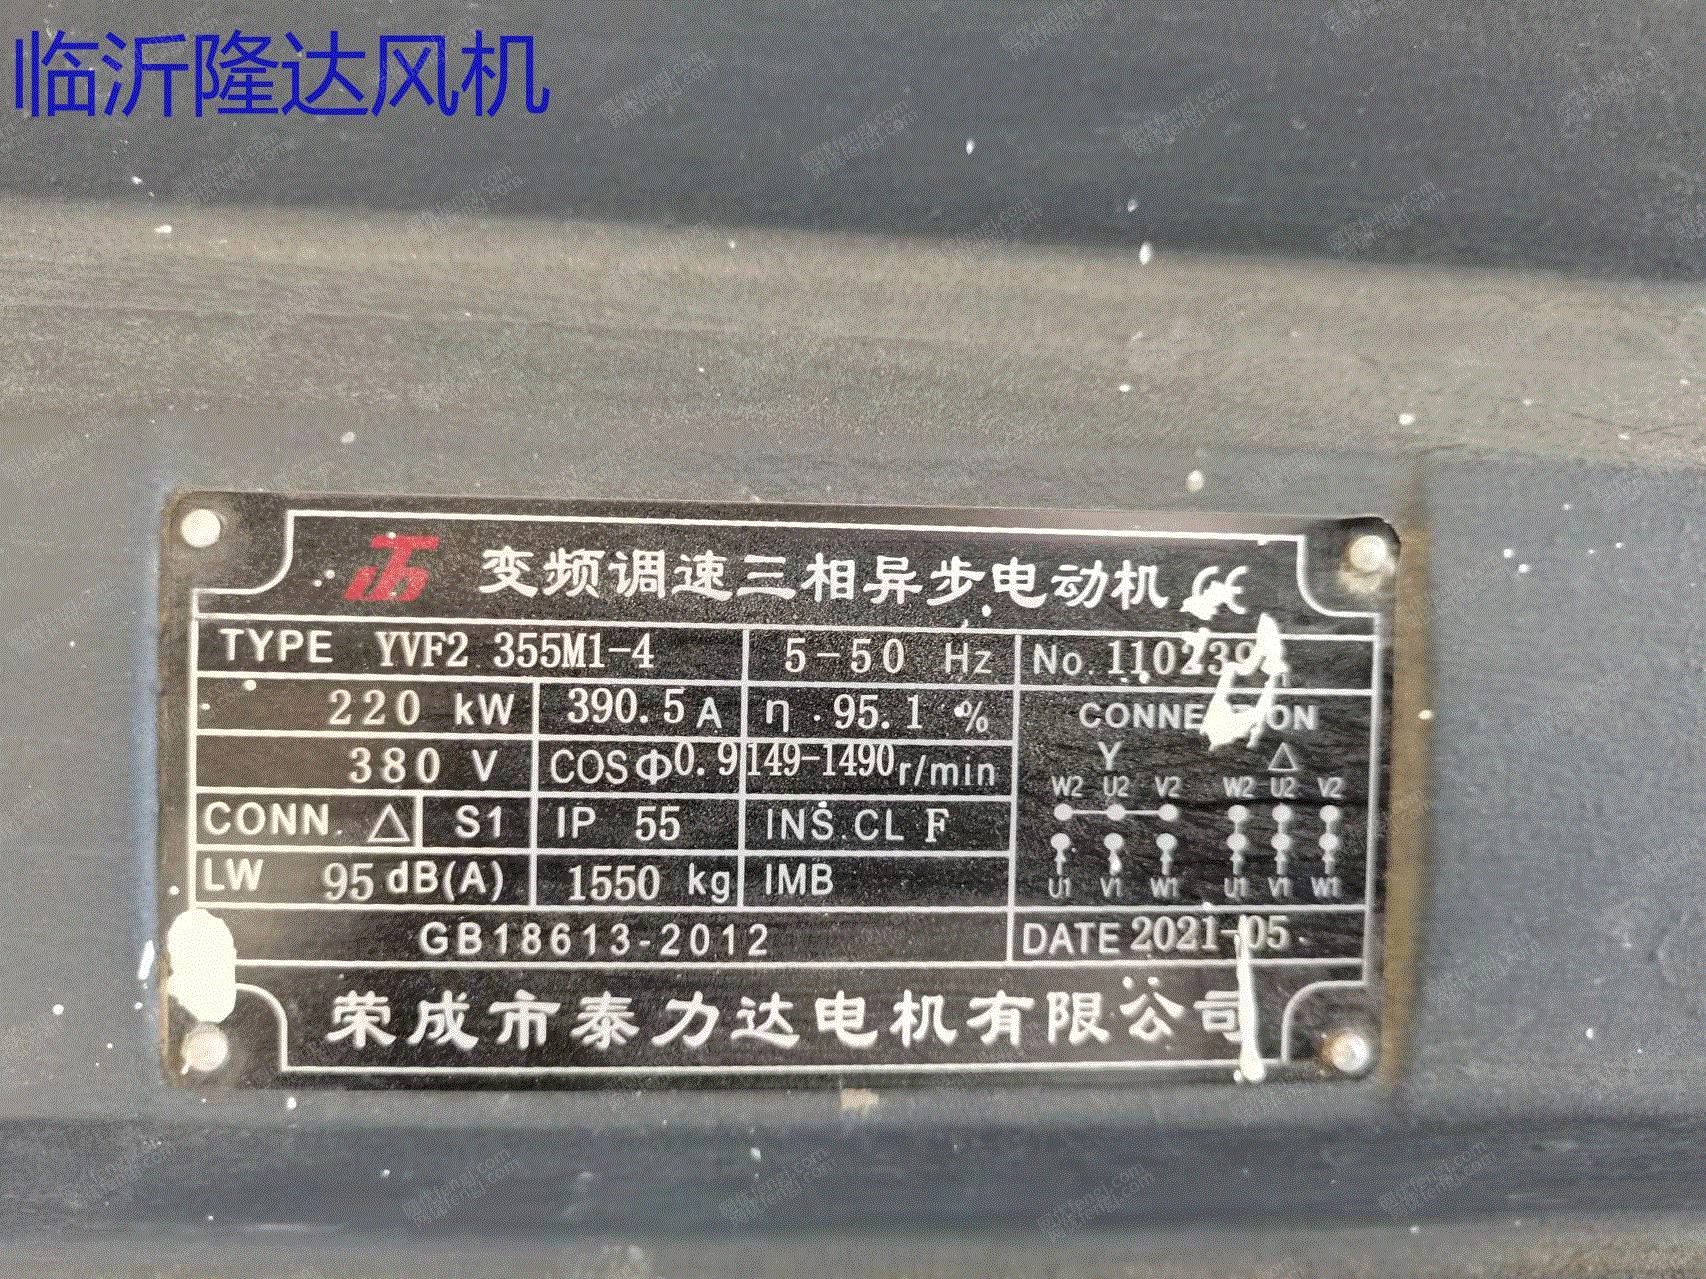 临沂隆达风机
变频调速三相异步电动机 CE
TYPE YVF2 355M1-4 5-50 Hz No.
220 kW 390.5 A η 95.1 %
CONNECTION
380 V COSΦ0.9 149-1490 r/min
Y △
W2 U2 V2 W2 U2 V2
CONN. △ S1 IP 55 INS.CL F
U1 V1 W1 U1 V1 W1
LW 95 dB(A) 1550 kg IMB
GB18613-2012 DATE 2021-05
荣成市泰力达电机有限公司